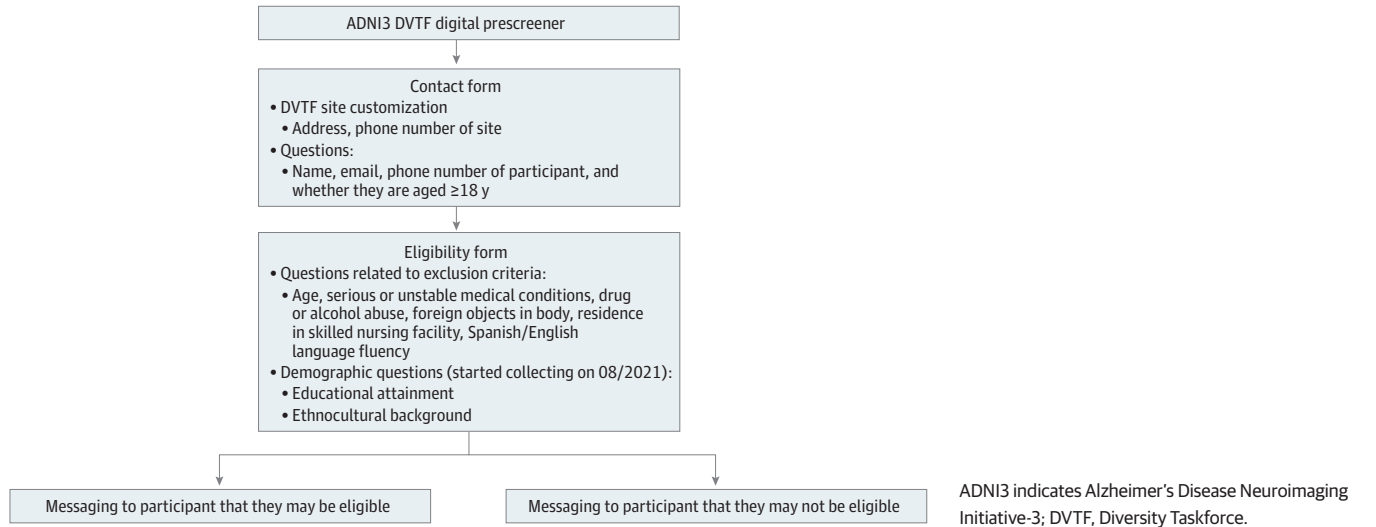 ADNI3 DVTF digital prescreener
Contact form
• DVTF site customization
• Address, phone number of site
• Questions:
• Name, email, phone number of participant, and
whether they are aged ≥18 y
Eligibility form
• Questions related to exclusion criteria:
• Age, serious or unstable medical conditions, drug
or alcohol abuse, foreign objects in body, residence
in skilled nursing facility, Spanish/English
language fluency
• Demographic questions (started collecting on 08/2021):
• Educational attainment
• Ethnocultural background
Messaging to participant that they may be eligible
Messaging to participant that they may not be eligible
ADNI3 indicates Alzheimer's Disease Neuroimaging
Initiative-3; DVTF, Diversity Taskforce.